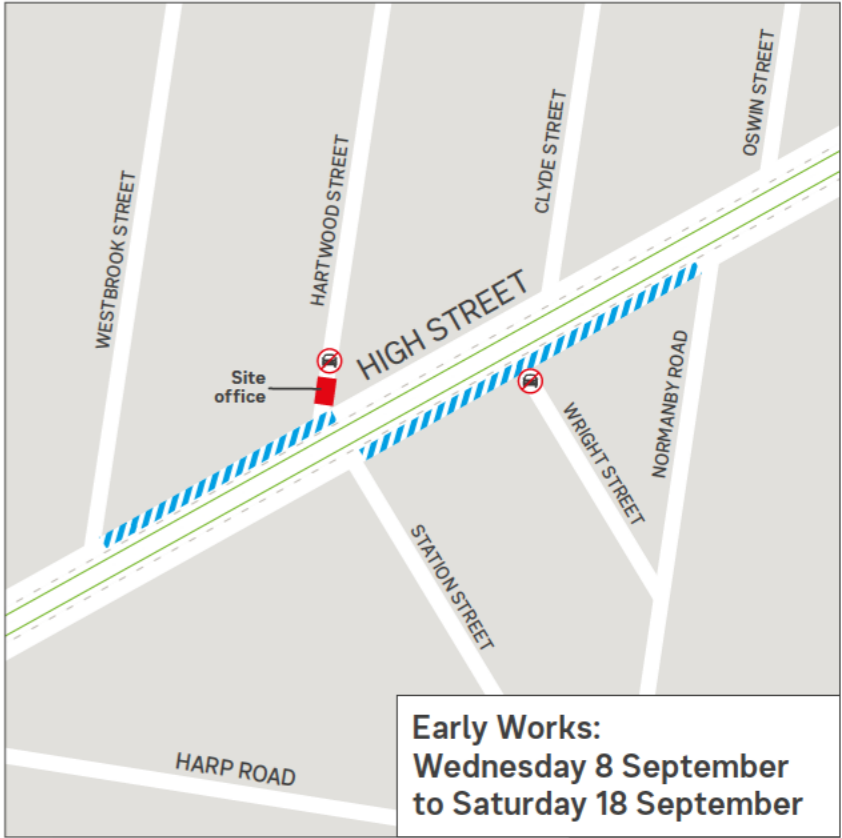 OSWIN STREET
CLYDE STREET
HARTWOOD STREET
WESTBROOK STREET
HIGH STREET
Site
office
NORMANBY ROAD
WRIGHT STREET
STATION STREET
HARP ROAD
Early Works:
Wednesday 8 September
to Saturday 18 September